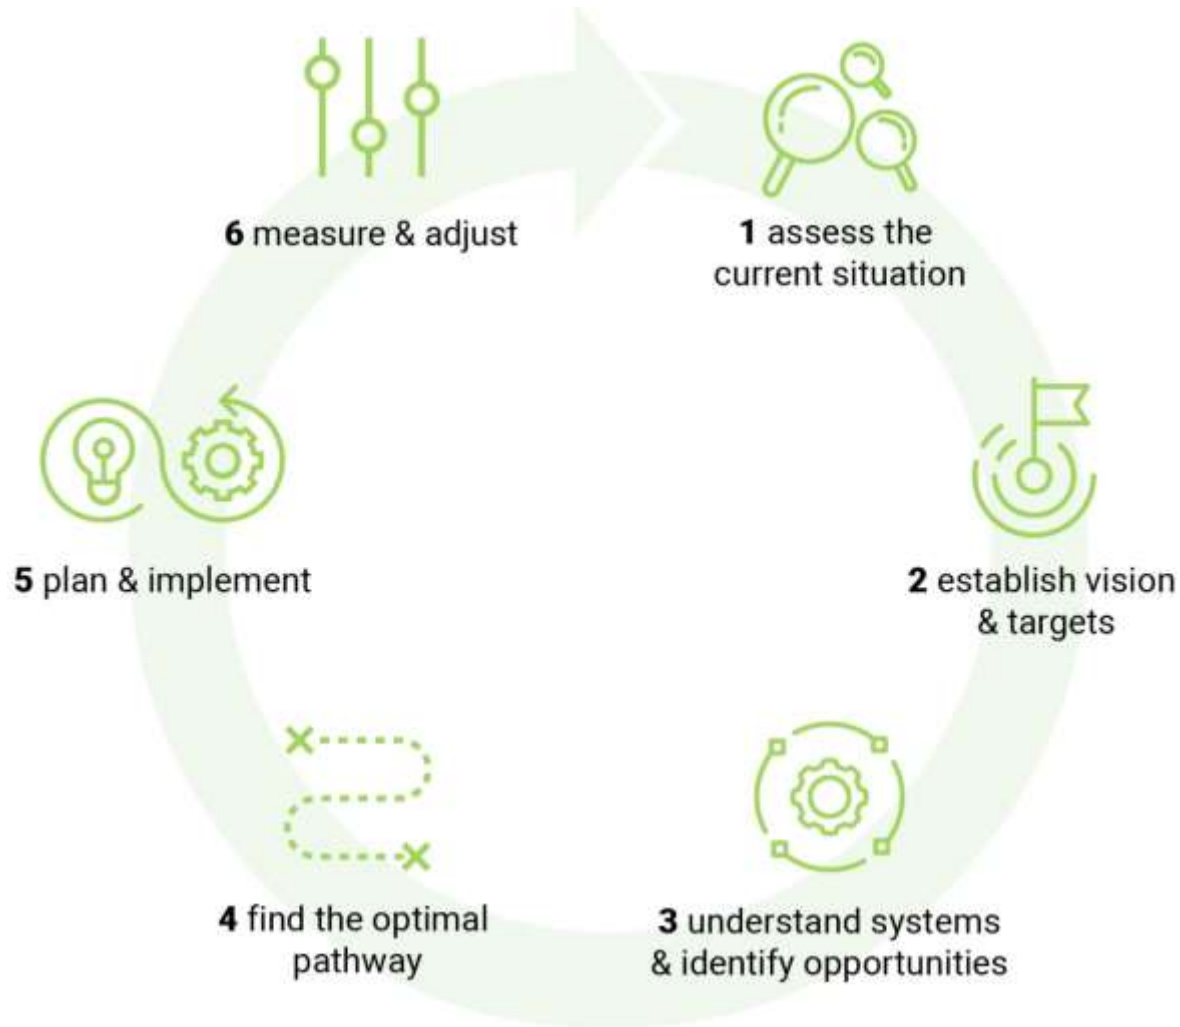 1 assess the
current situation
2 establish vision
& targets
3 understand systems
& identify opportunities
4 find the optimal
pathway
5 plan & implement
6 measure & adjust